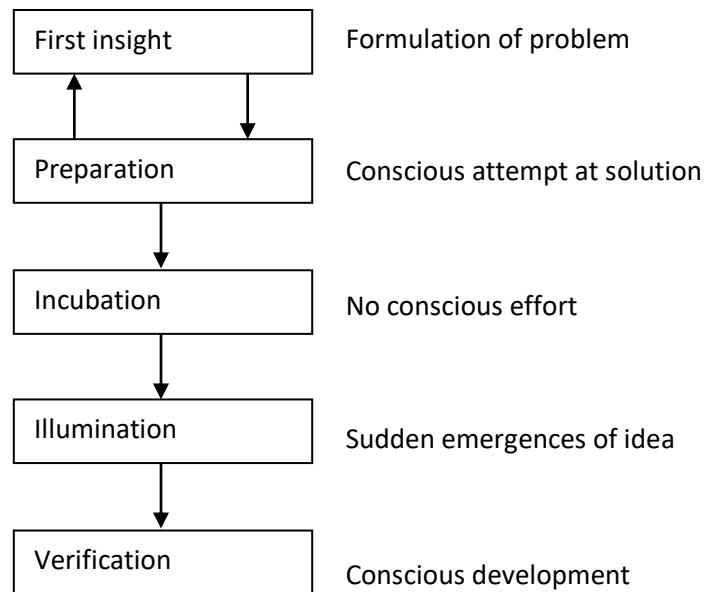 First insight
Formulation of problem
Preparation
Conscious attempt at solution
Incubation
No conscious effort
Illumination
Sudden emergences of idea
Verification
Conscious development